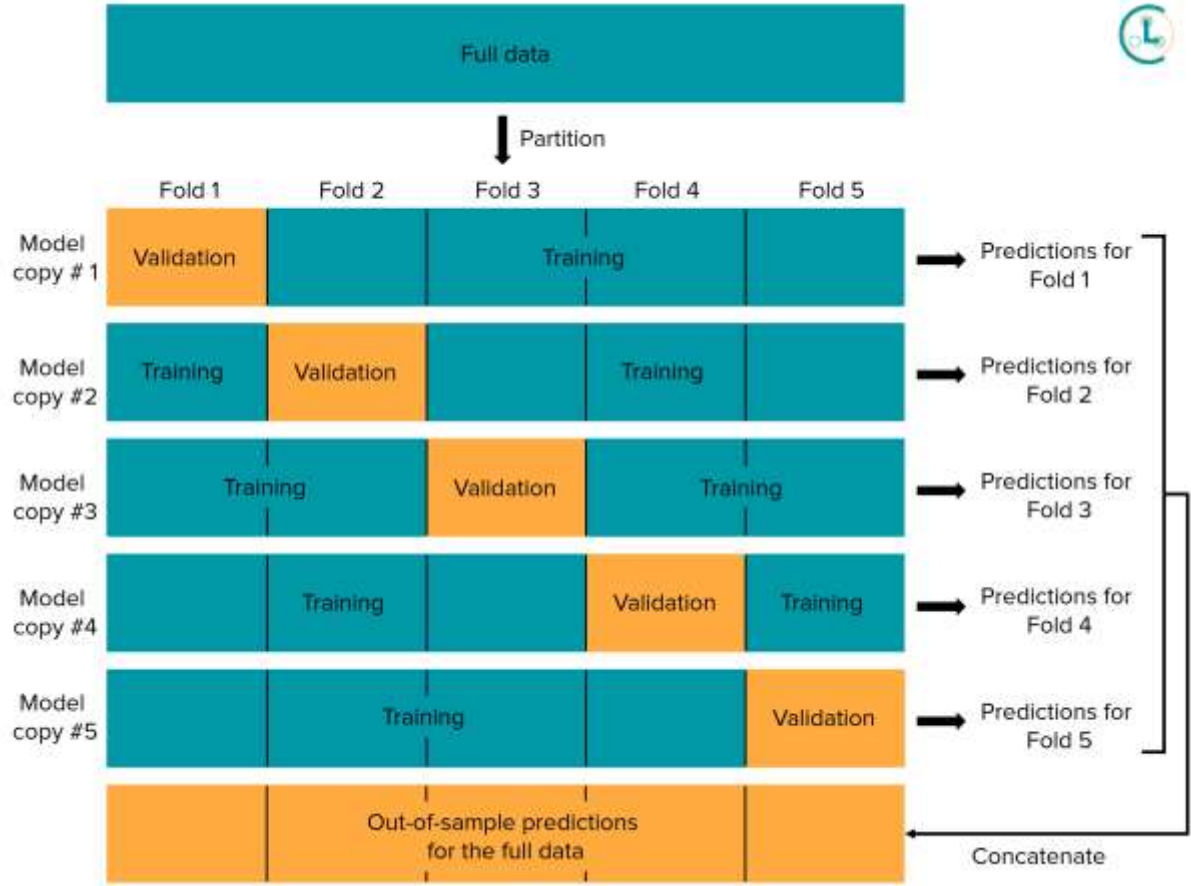 Full data
Partition
Fold 1
Fold 2
Fold 3
Fold 4
Fold 5
Model
copy # 1
Validation
Training
Predictions for
Fold 1
Model
copy #2
Training
Validation
Training
Predictions for
Fold 2
Model
copy #3
Training
Validation
Training
Predictions for
Fold 3
Model
copy #4
Training
Validation
Training
Predictions for
Fold 4
Model
copy #5
Training
Validation
Predictions for
Fold 5
Out-of-sample predictions
for the full data
Concatenate